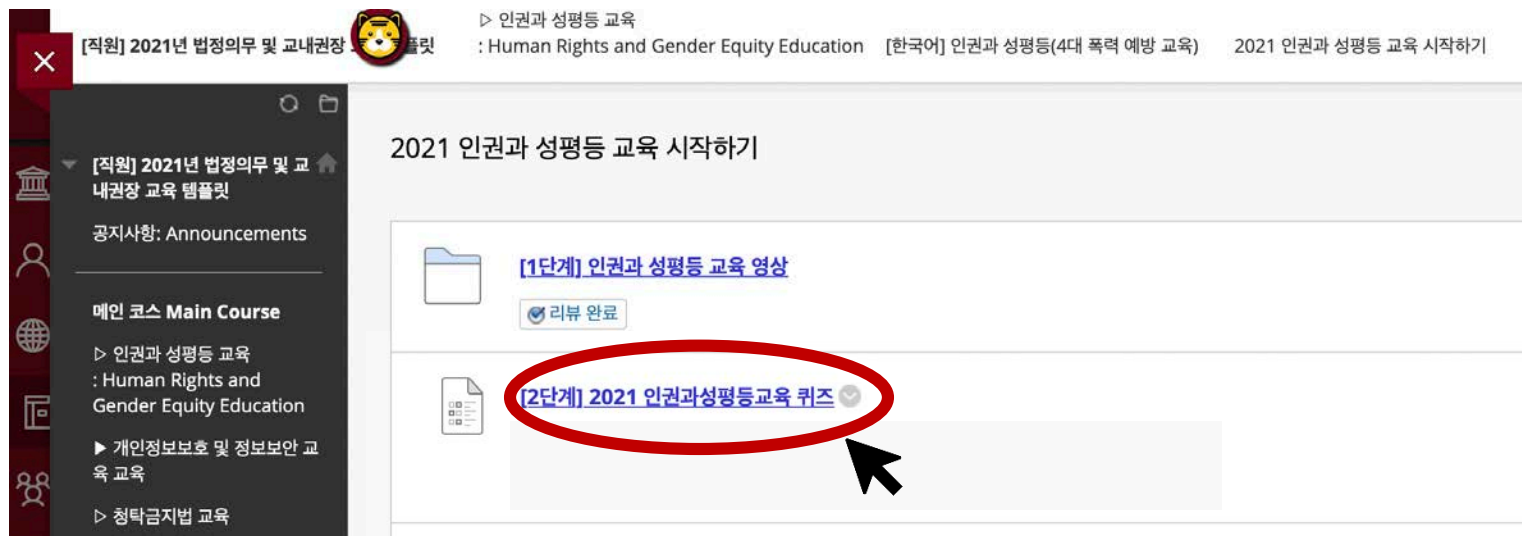 [직원] 2021년 법정의무 및 교내권장 플릿
▷ 인권과 성평등 교육
: Human Rights and Gender Equity Education
[한국어] 인권과 성평등(4대 폭력 예방 교육)
2021 인권과 성평등 교육 시작하기
[직원] 2021년 법정의무 및 교
내권장 교육 템플릿
공지사항: Announcements
메인 코스 Main Course
▷ 인권과 성평등 교육
: Human Rights and
Gender Equity Education
▶ 개인정보보호 및 정보보안 교
육 교육
▷ 청탁금지법 교육
2021 인권과 성평등 교육 시작하기
[1단계] 인권과 성평등 교육 영상
리뷰 완료
[2단계] 2021 인권과성평등교육 퀴즈